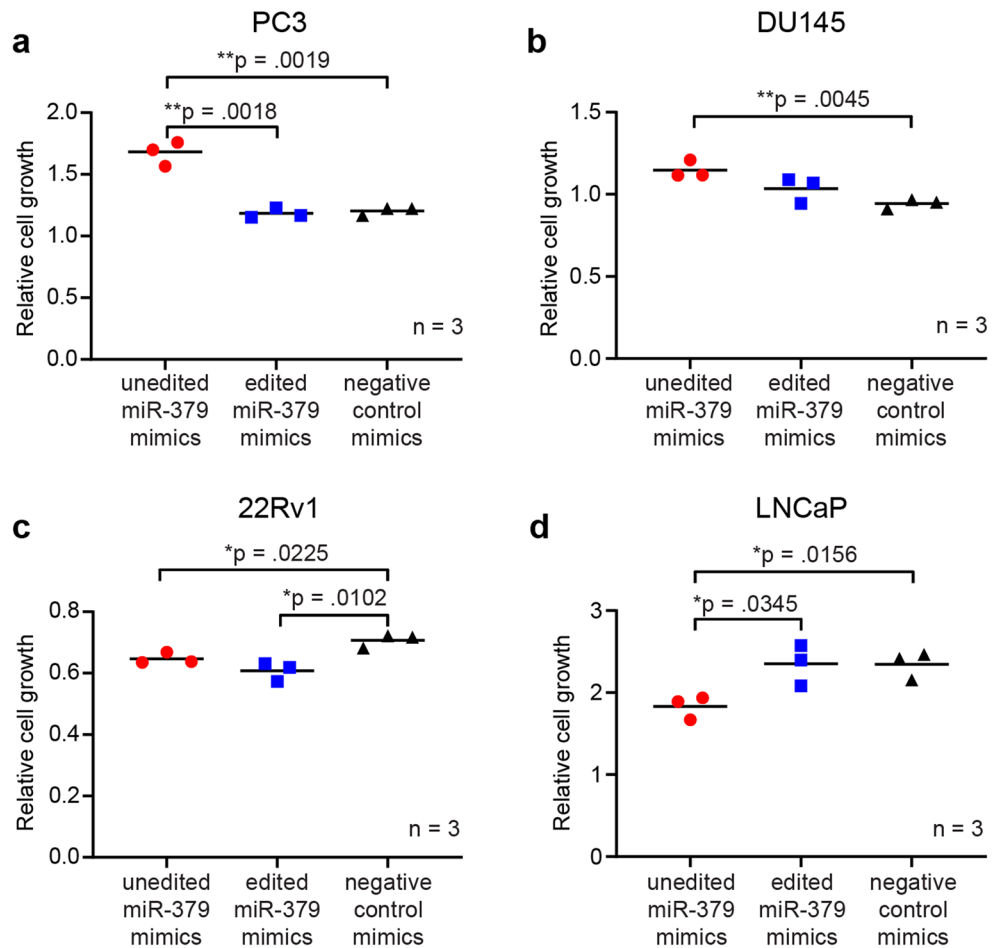 a
PC3
**p = .0019
**p = .0018
2.0
1.5
1.0
0.5
0.0
Relative cell growth
n = 3
unedited
miR-379
mimics
edited
miR-379
mimics
negative
control
mimics
b
DU145
**p = .0045
1.5
1.0
0.5
0.0
Relative cell growth
n = 3
unedited
miR-379
mimics
edited
miR-379
mimics
negative
control
mimics
c
22Rv1
*p = .0225
*p = .0102
0.8
0.6
0.4
0.2
0.0
Relative cell growth
n = 3
unedited
miR-379
mimics
edited
miR-379
mimics
negative
control
mimics
d
LNCaP
*p = .0156
*p = .0345
3
2
1
0
Relative cell growth
n = 3
unedited
miR-379
mimics
edited
miR-379
mimics
negative
control
mimics